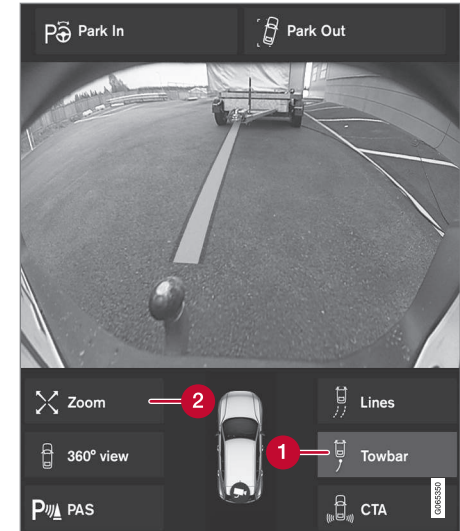 P Park In
Park Out
Zoom
2
Lines
360° view
1
Towbar
P PAS
CTA
G065350